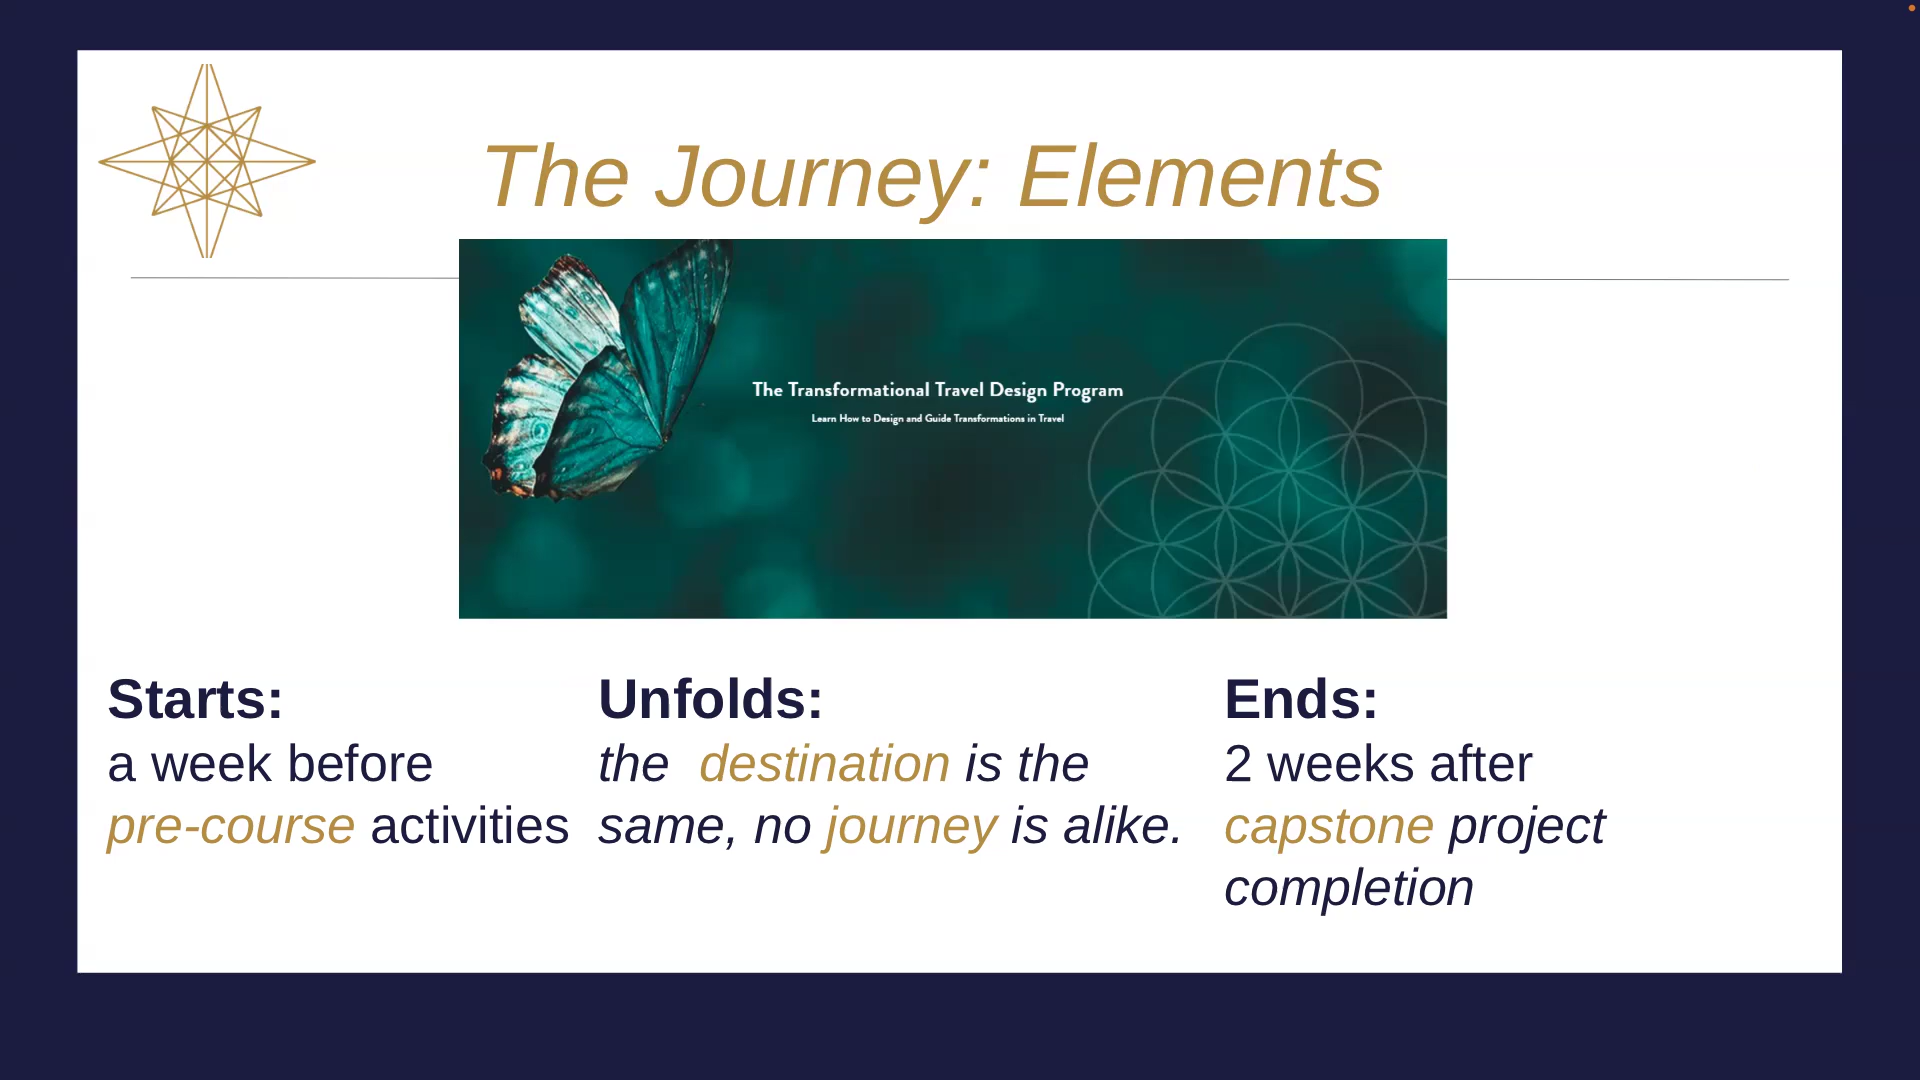 The Journey: Elements
The Transformational Travel Design Program
Learn How to Design and Guide Transformations in Travel
Starts:
a week before
pre-course activities
Unfolds:
the  destination is the
same, no journey is alike.
Ends:
2 weeks after
capstone project
completion